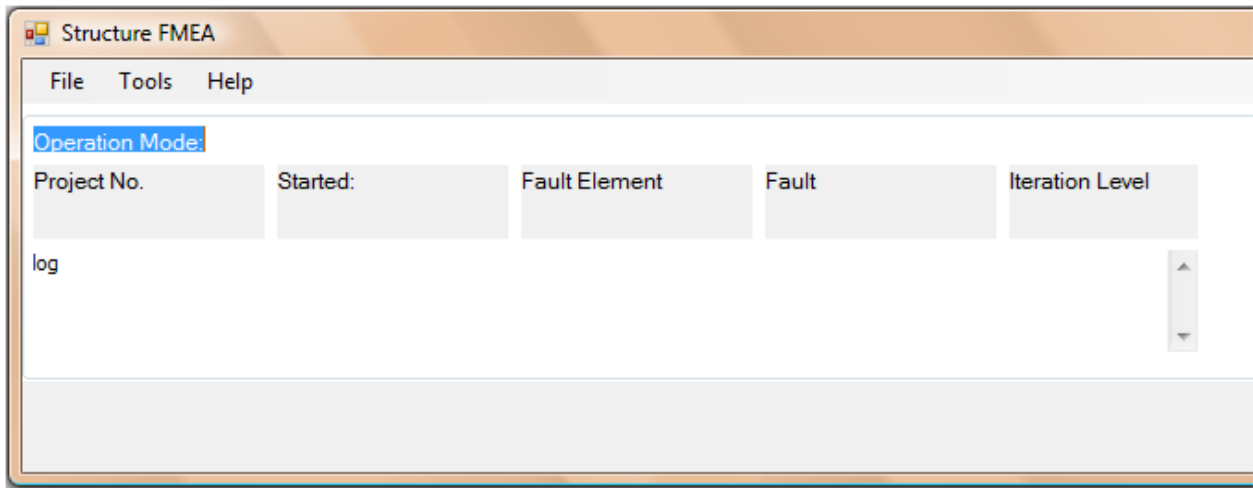 Structure FMEA
File Tools Help
Operation Mode:
Project No. Started: Fault Element Fault Iteration Level
log